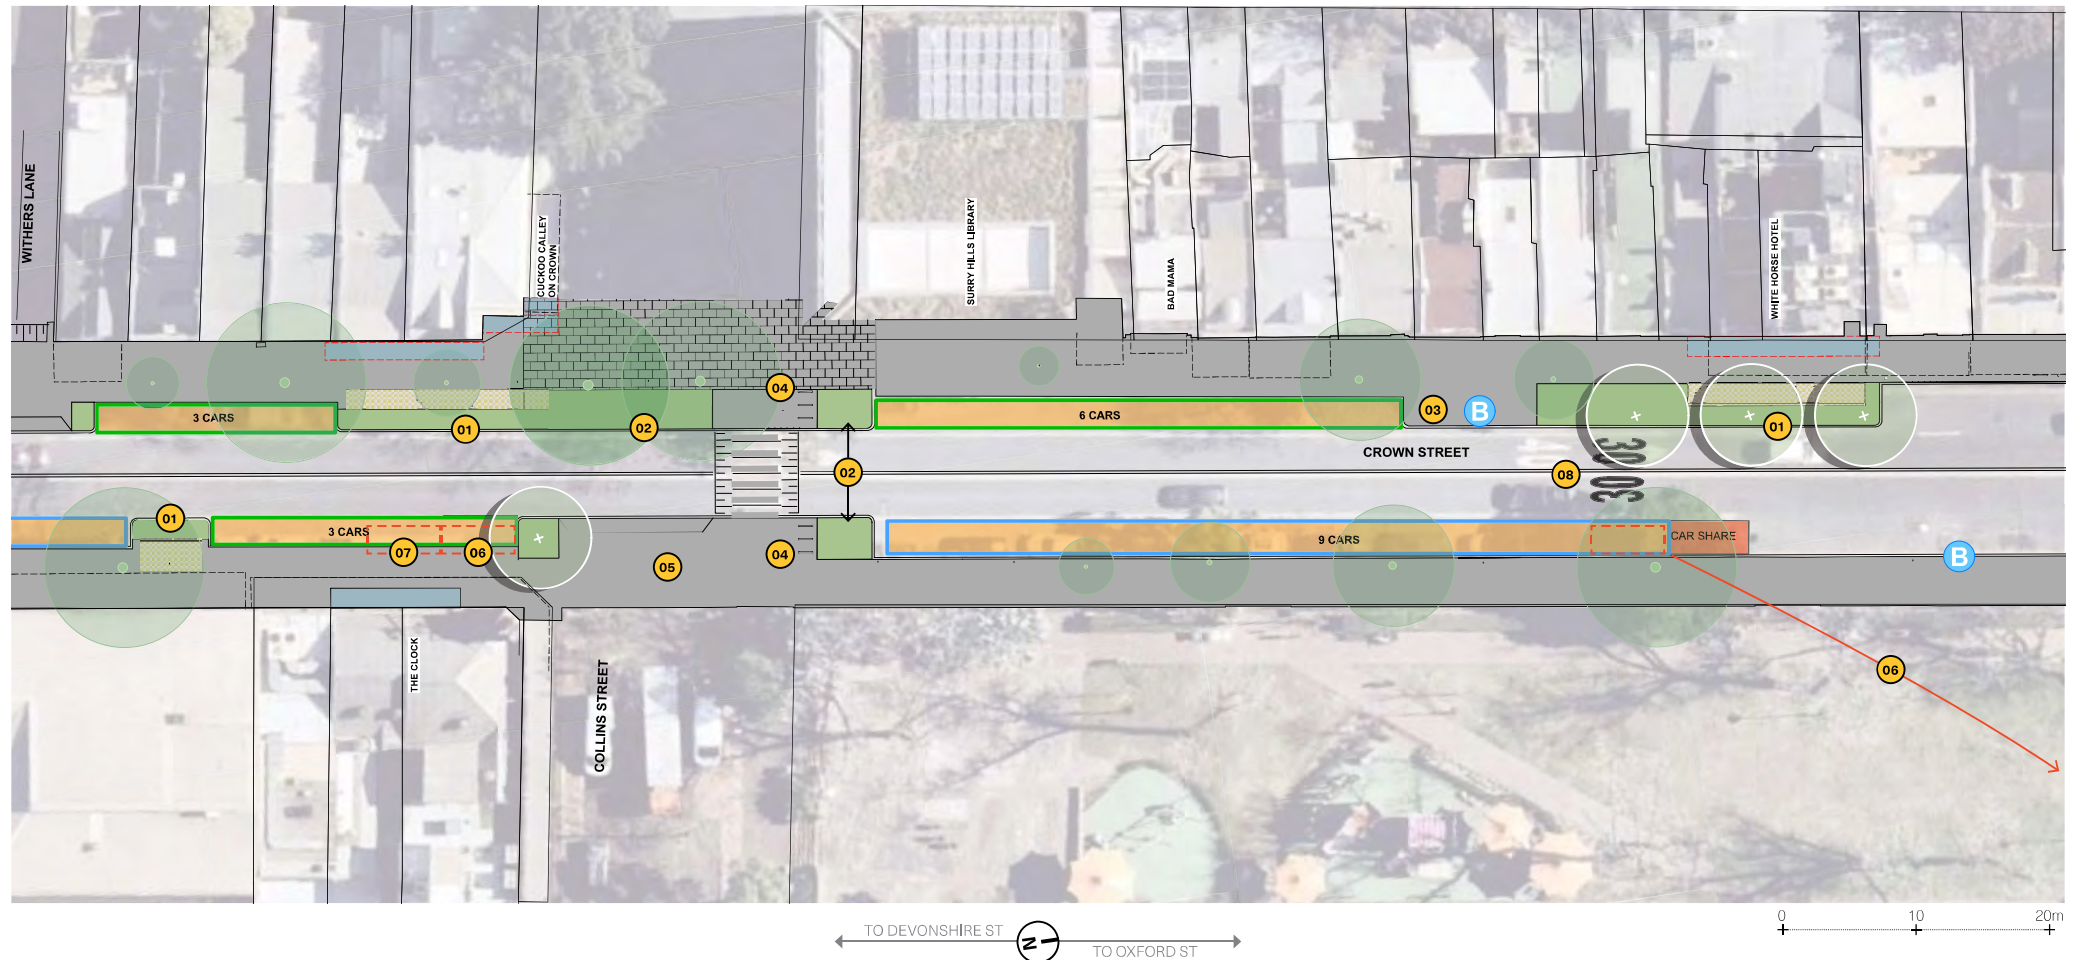 WITHERS LANE
CUCKOO CALLEY
ON CROWN
SURRY HILLS LIBRARY
BAD MAMA
WHITE HORSE HOTEL
04
3 CARS
01
02
6 CARS
03
B
01
CROWN STREET
02
08
30
30
01
3 CARS
07
06
05
04
9 CARS
CAR SHARE
B
THE CLOCK
COLLINS STREET
06
TO DEVONSHIRE ST
N
TO OXFORD ST
0
10
20m